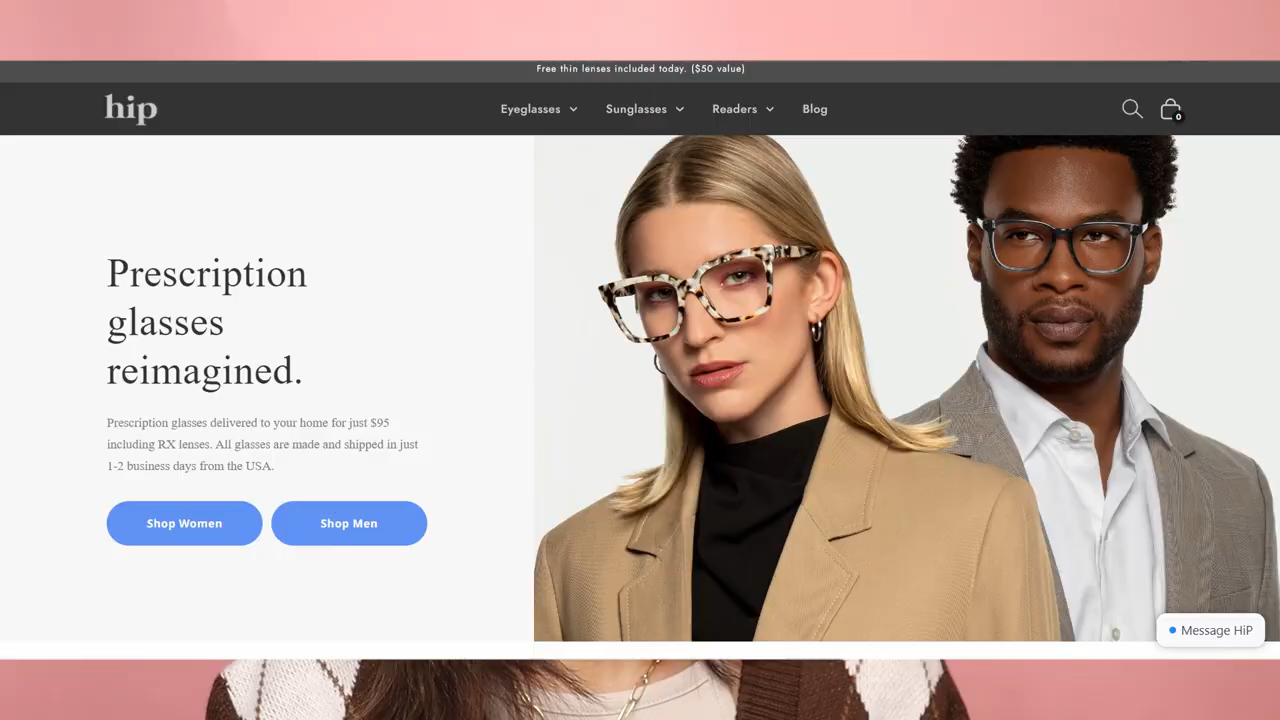 Free thin lenses included today. ($50 value)
hip
Eyeglasses Sunglasses Readers Blog
0
Prescription
glasses
reimagined.
Prescription glasses delivered to your home for just $95
including RX lenses. All glasses are made and shipped in just
1-2 business days from the USA.
Shop Women Shop Men
Message HiP